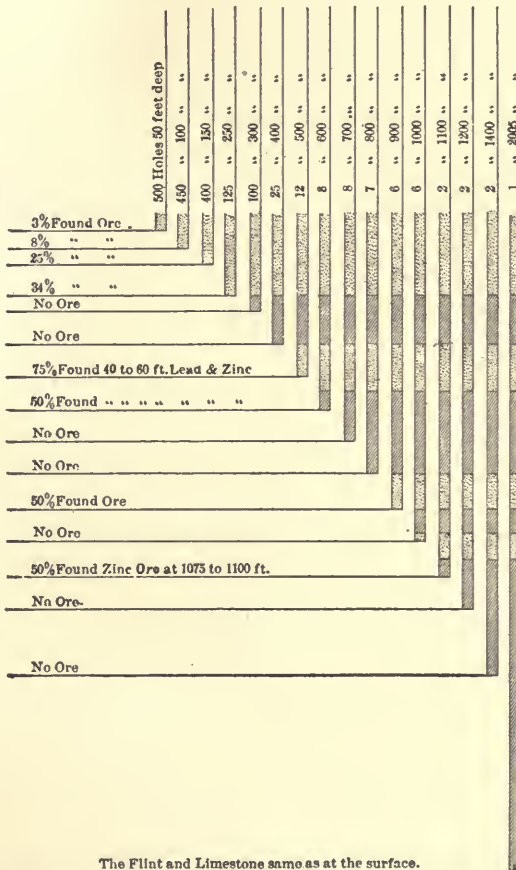 500 Holes 50 feet deep
450 " 100 " "
400 " 150 " "
125 " 250 " "
100 " 300 " "
25 " 400 " "
12 " 500 " "
8 " 600 " "
8 " 700 " "
7 " 800 " "
6 " 900 " "
6 " 1000 " "
2 " 1100 " "
2 " 1200 " "
2 " 1400 " "
1 " 2005 "
3% Found Ore
8% " "
25% " "
34% " "
No Ore
No Ore
75% Found 40 to 60 ft. Lead & Zinc
50% Found " " " " " " "
No Ore
No Ore
50% Found Ore
No Ore
50% Found Zinc Ore at 1075 to 1100 ft.
No Ore
No Ore
The Flint and Limestone same as at the surface.